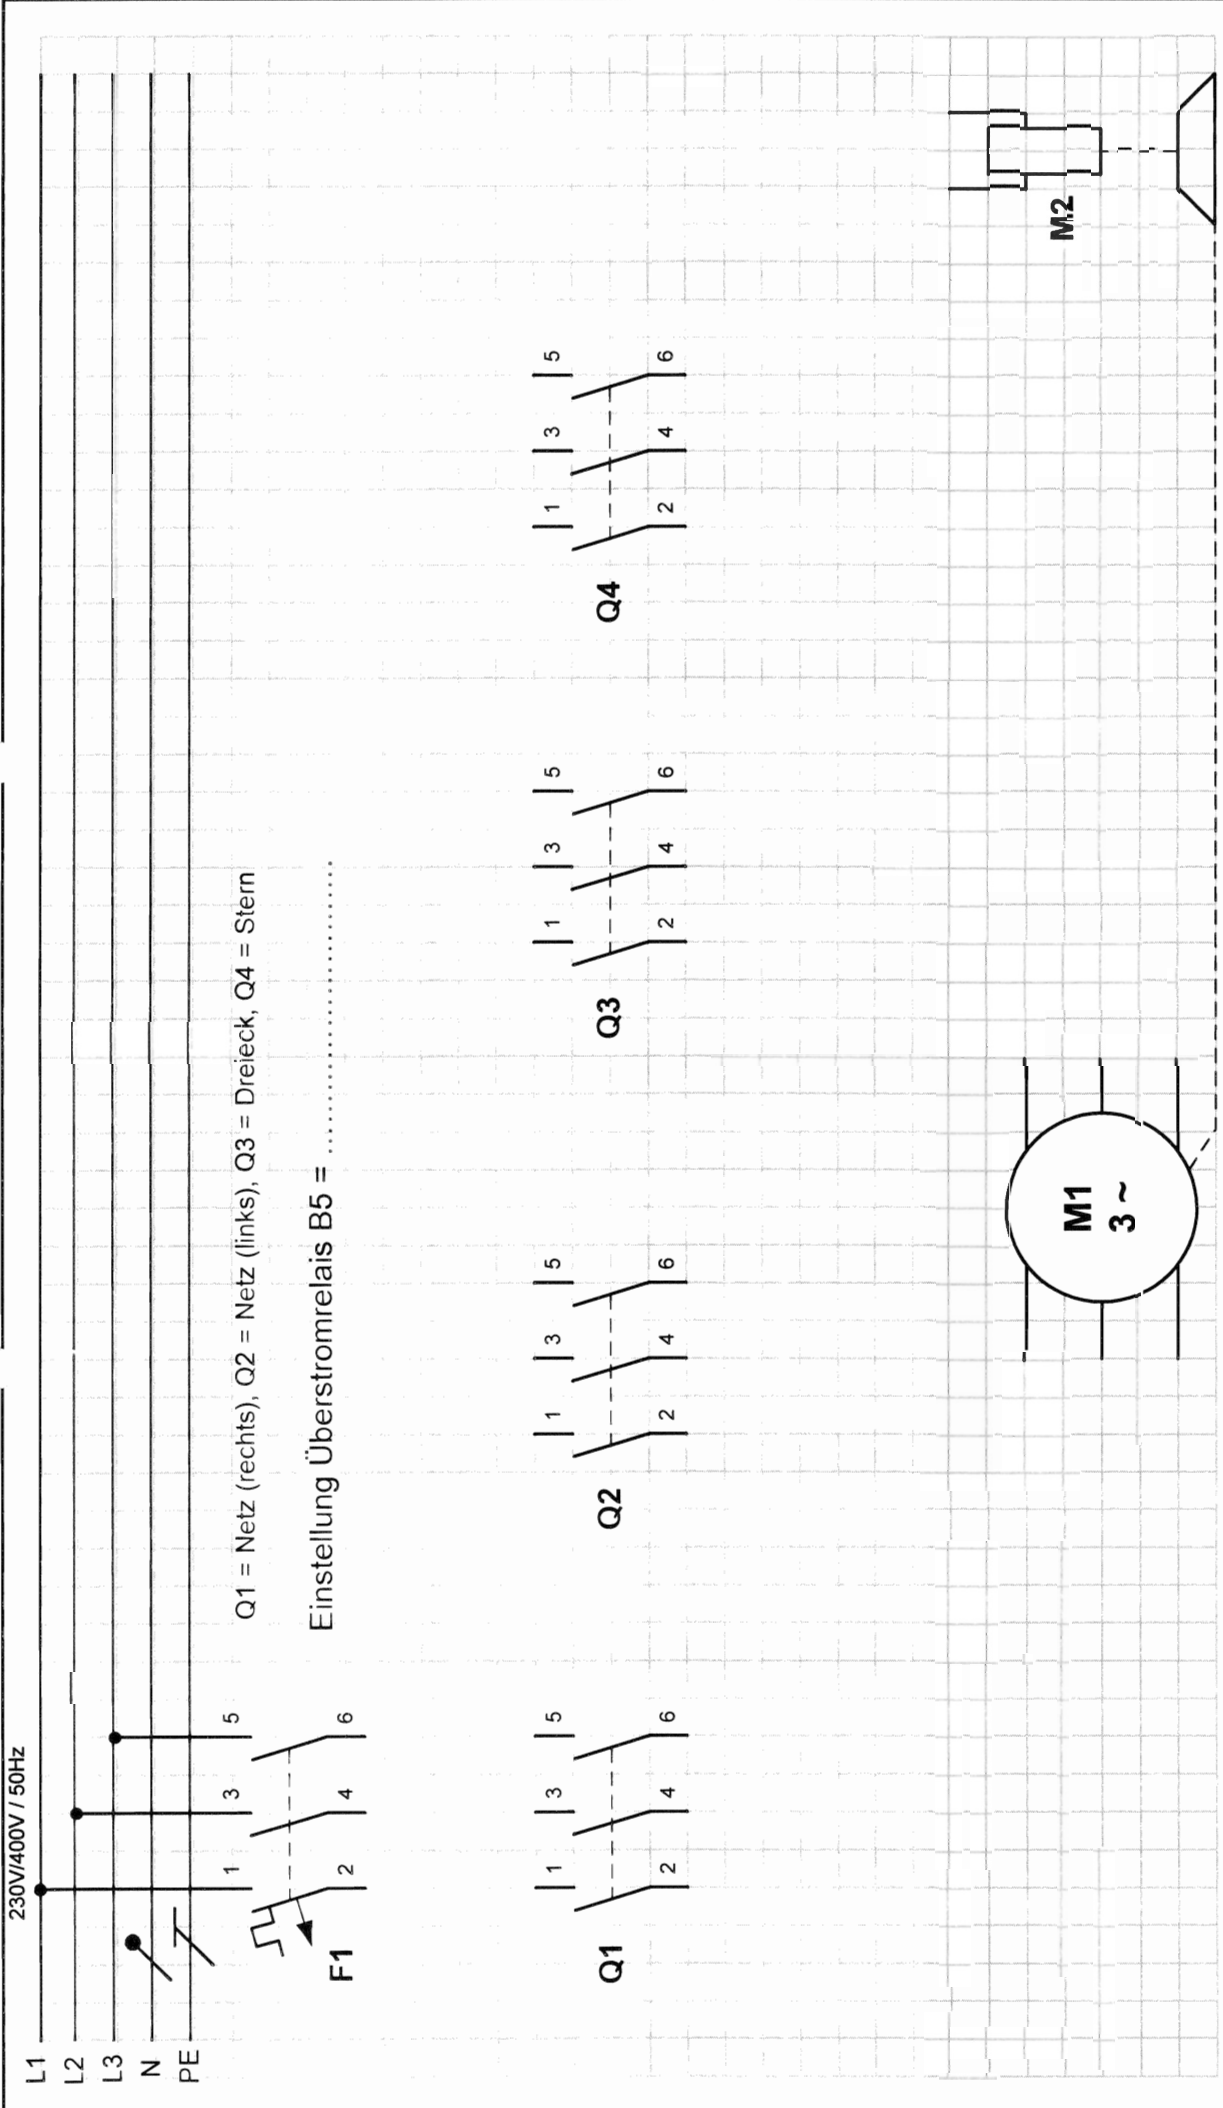 230V/400V / 50Hz
L1
L2
L3
N
PE
Q1 = Netz (rechts), Q2 = Netz (links), Q3 = Dreieck, Q4 = Stern
Einstellung Überstromrelais B5 = ........................................
1 3 5
F1
2 4 6
1 3 5
Q1
2 4 6
1 3 5
Q2
2 4 6
1 3 5
Q3
2 4 6
1 3 5
Q4
2 4 6
M1
3 ~
M2